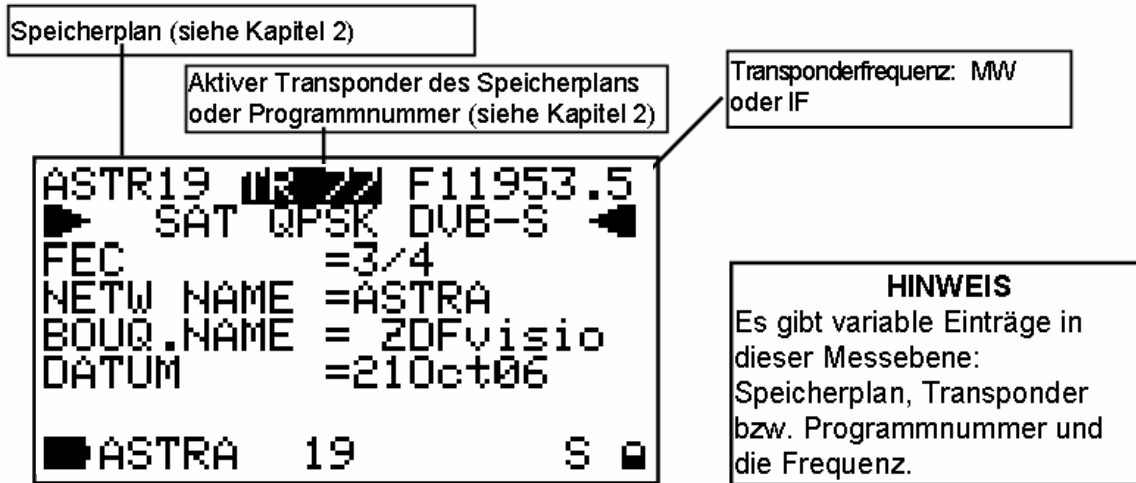 Speicherplan (siehe Kapitel 2)
Aktiver Transponder des Speicherplans
oder Programmnummer (siehe Kapitel 2)
Transponderfrequenz: MW
oder IF
ASTR19 F11953.5
SAT QPSK DVB-S
FEC =3/4
NETW NAME =ASTRA
BOUQ.NAME = ZDFvisio
DATUM =21Oct06
ASTRA 19 S
HINWEIS
Es gibt variable Einträge in
dieser Messebene:
Speicherplan, Transponder
bzw. Programmnummer und
die Frequenz.